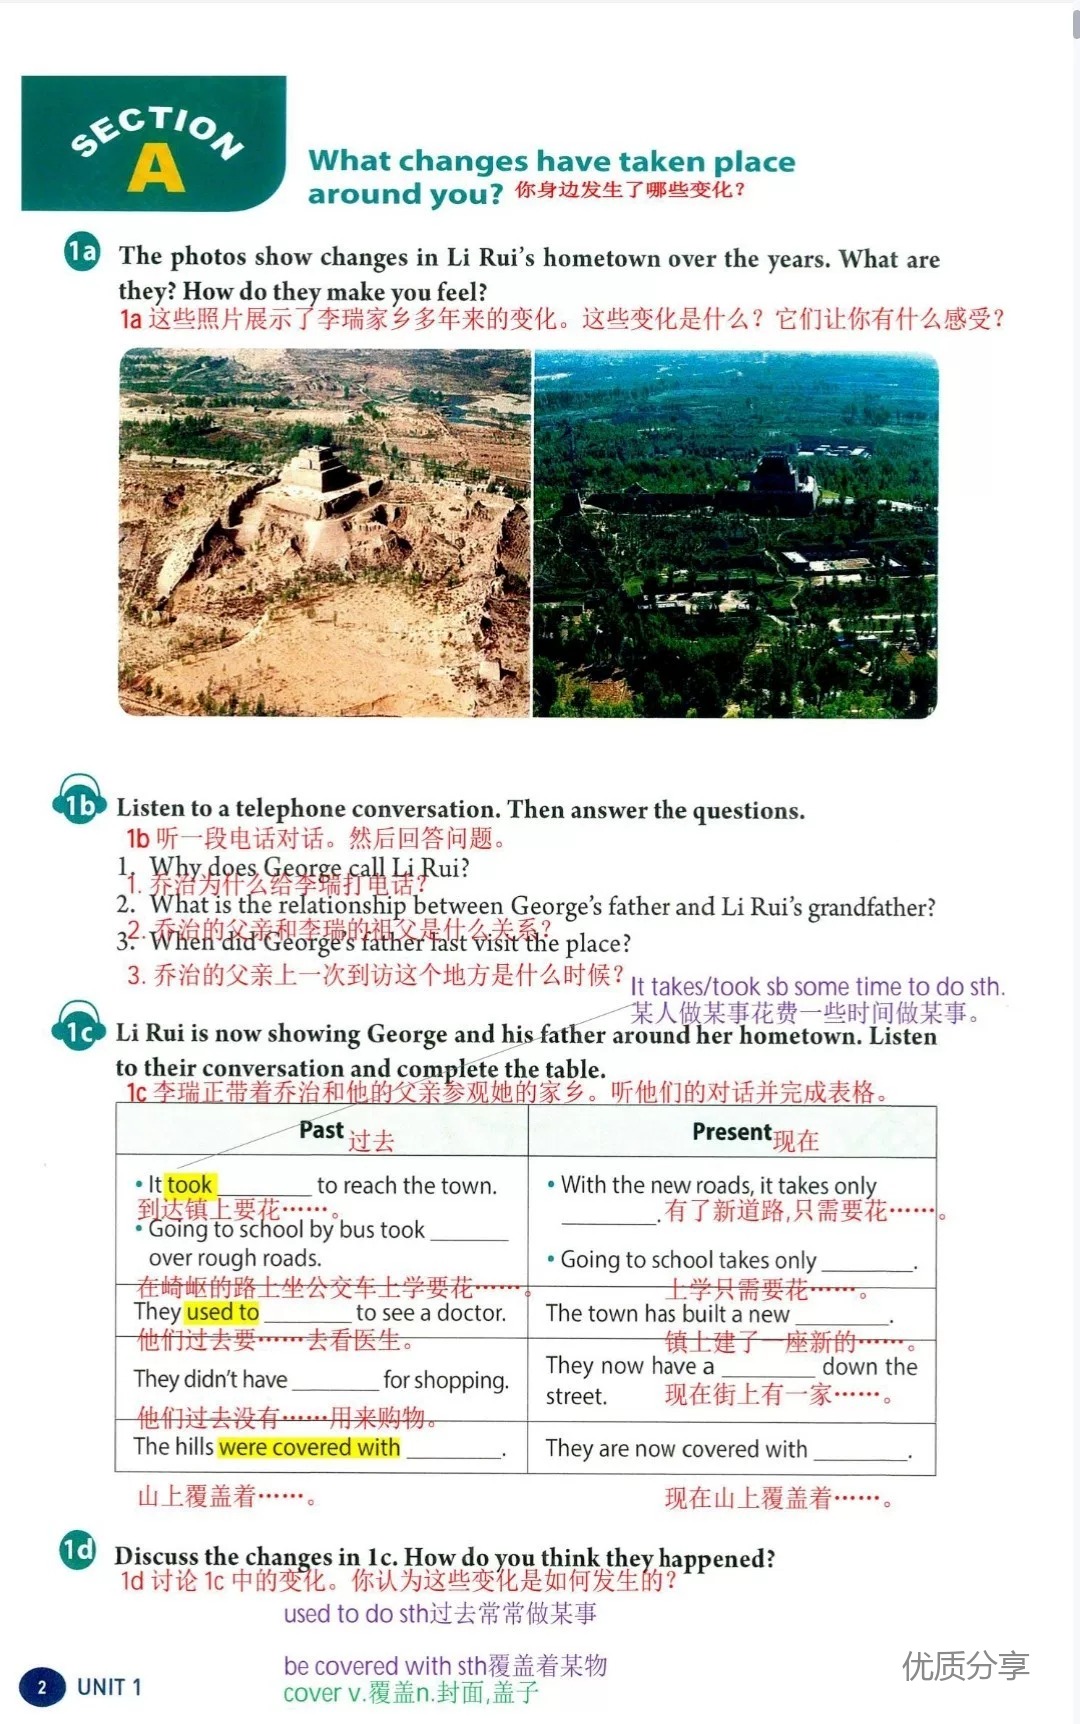 SECTION
A
What changes have taken place
around you? 你身边发生了哪些变化?
1a The photos show changes in Li Rui's hometown over the years. What are
they? How do they make you feel?
1a 这些照片展示了李瑞家乡多年来的变化。这些变化是什么? 它们让你有什么感受?
1b Listen to a telephone conversation. Then answer the questions.
1b 听一段电话对话。然后回答问题。
1. Why does George call Li Rui?
1. 乔治为什么给李瑞打电话?
2. What is the relationship between George's father and Li Rui's grandfather?
2. 乔治的父亲和李瑞的祖父是什么关系?
3. When did George's father last visit the place?
3. 乔治的父亲上一次到访这个地方是什么时候?
It takes/took sb some time to do sth.
某人做某事花费一些时间做某事。
1c Li Rui is now showing George and his father around her hometown. Listen
to their conversation and complete the table.
1c 李瑞正带着乔治和他的父亲参观她的家乡。听他们的对话并完成表格。
Past 过去
Present 现在
• It took ________ to reach the town.
到达镇上要花……。
• Going to school by bus took ________
over rough roads.
在崎岖的路上坐公交车上学要花……。
• With the new roads, it takes only
________. 有了新道路,只需要花……。
• Going to school takes only ________.
上学只需要花……。
They used to ________ to see a doctor.
他们过去要……去看医生。
The town has built a new ________.
镇上建了一座新的……。
They didn't have ________ for shopping.
他们过去没有……用来购物。
They now have a ________ down the
street. 现在街上有一家……。
The hills were covered with ________.
山上覆盖着……。
They are now covered with ________.
现在山上覆盖着……。
1d Discuss the changes in 1c. How do you think they happened?
1d 讨论 1c 中的变化。你认为这些变化是如何发生的?
used to do sth过去常常做某事
be covered with sth覆盖着某物
cover v.覆盖n.封面,盖子
2 UNIT 1
优质分享